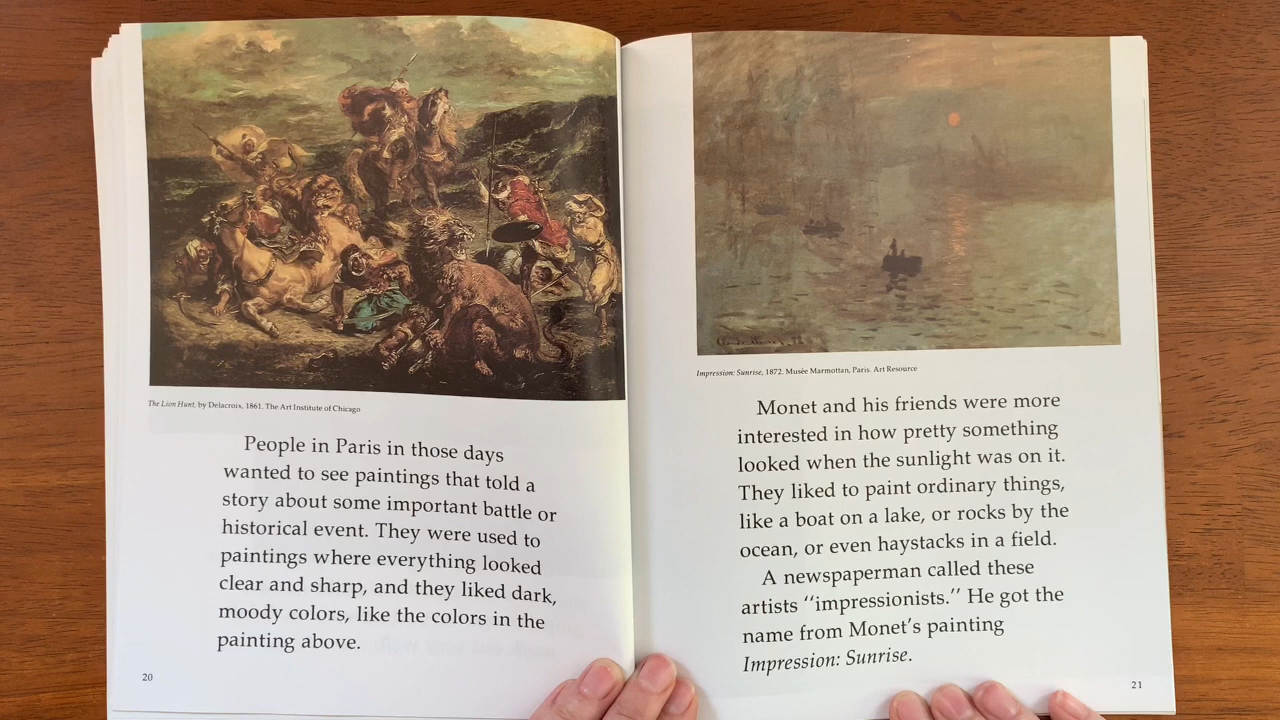 The Lion Hunt, by Delacroix, 1861. The Art Institute of Chicago
People in Paris in those days
wanted to see paintings that told a
story about some important battle or
historical event. They were used to
paintings where everything looked
clear and sharp, and they liked dark,
moody colors, like the colors in the
painting above.
20
Impression: Sunrise, 1872. Musée Marmottan, Paris. Art Resource
Monet and his friends were more
interested in how pretty something
looked when the sunlight was on it.
They liked to paint ordinary things,
like a boat on a lake, or rocks by the
ocean, or even haystacks in a field.
A newspaperman called these
artists “impressionists.” He got the
name from Monet’s painting
Impression: Sunrise.
21